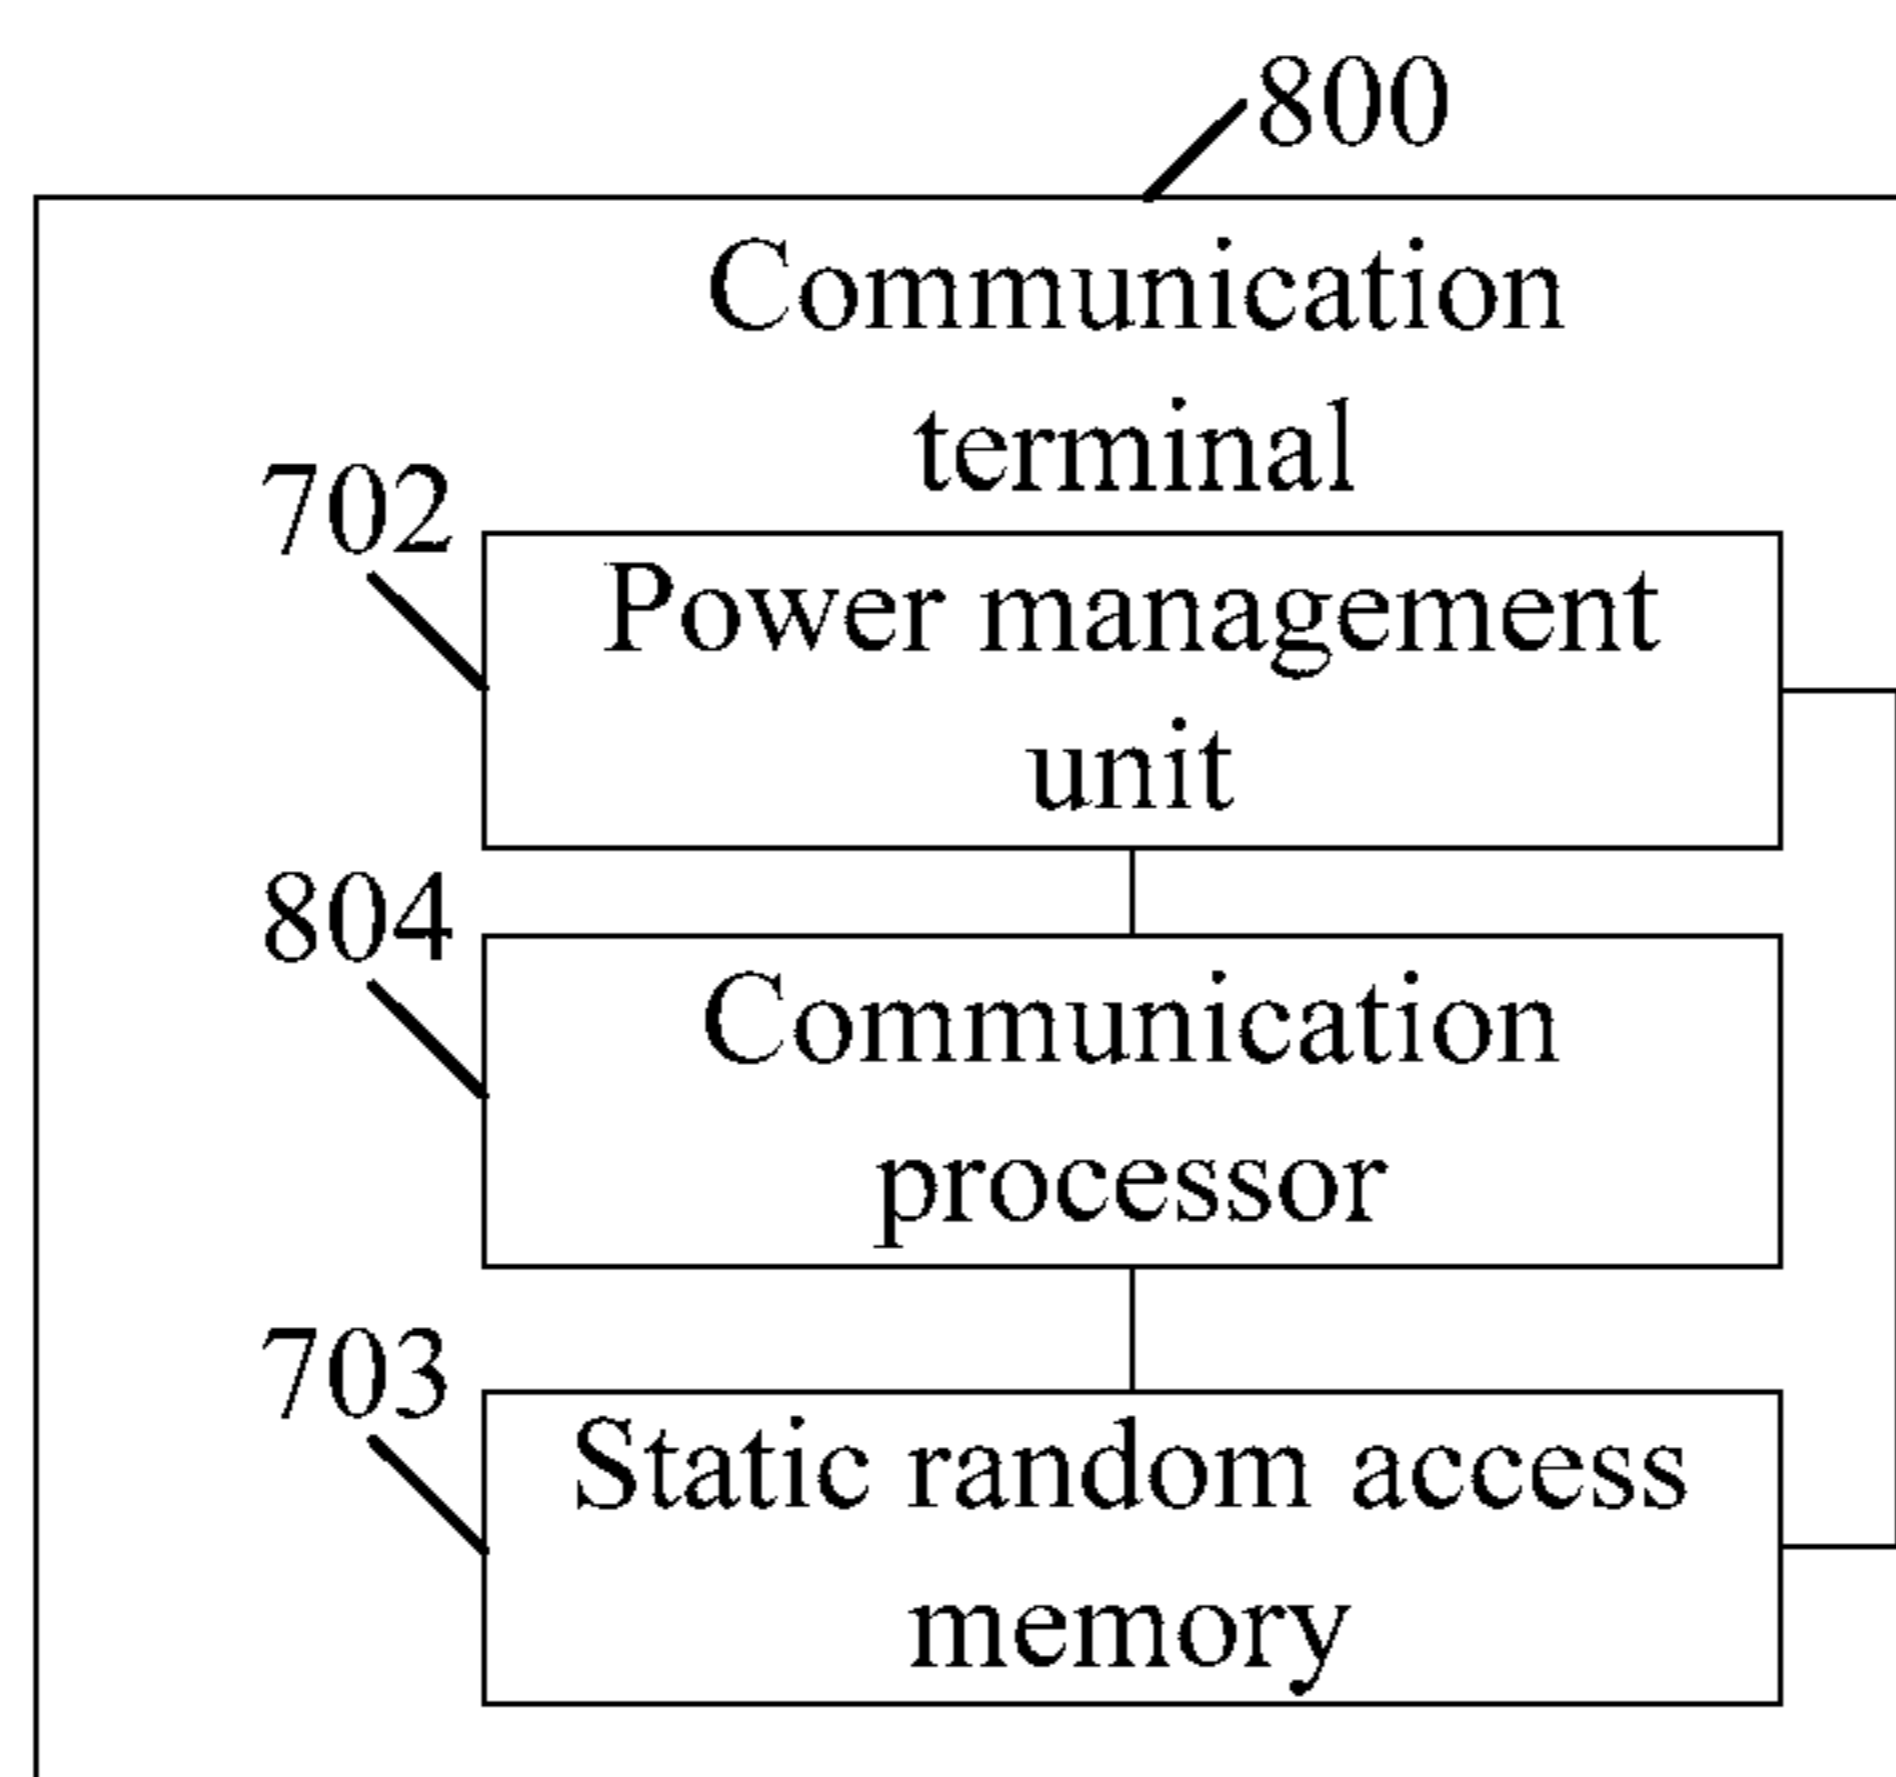 800
Communication
terminal
702
Power management
unit
804
Communication
processor
703
Static random access
memory